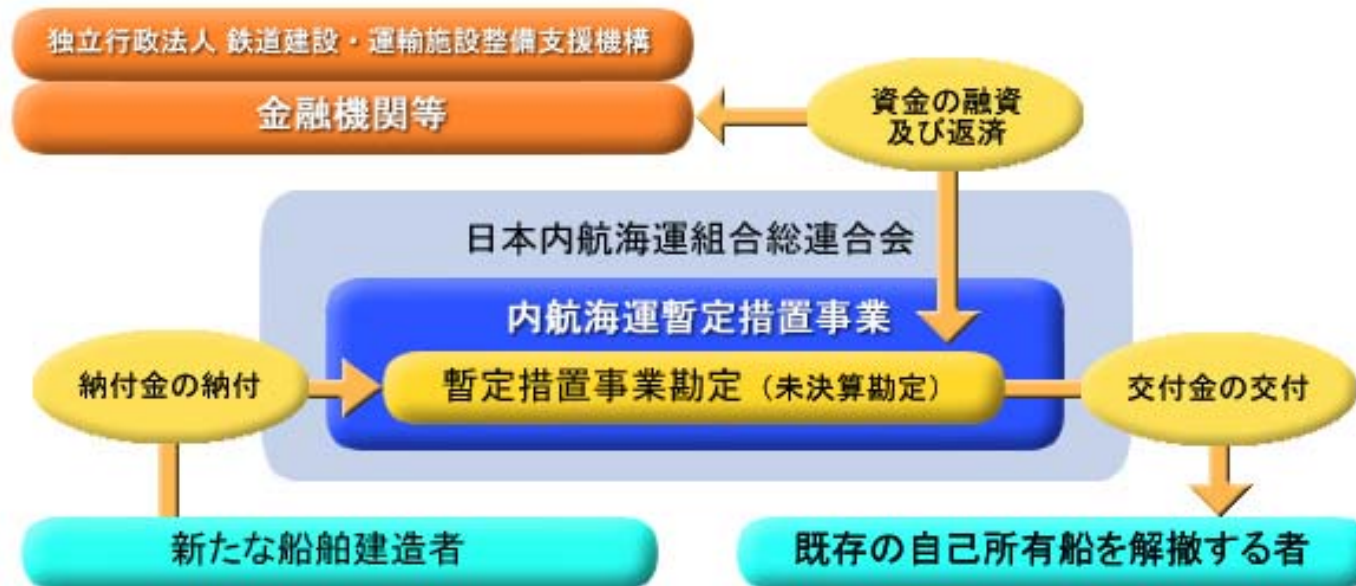 独立行政法人 鉄道建設・運輸施設整備支援機構
金融機関等
資金の融資
及び返済
日本内航海運組合総連合会
内航海運暫定措置事業
納付金の納付
暫定措置事業勘定（未決算勘定）
交付金の交付
新たな船舶建造者
既存の自己所有船を解撤する者